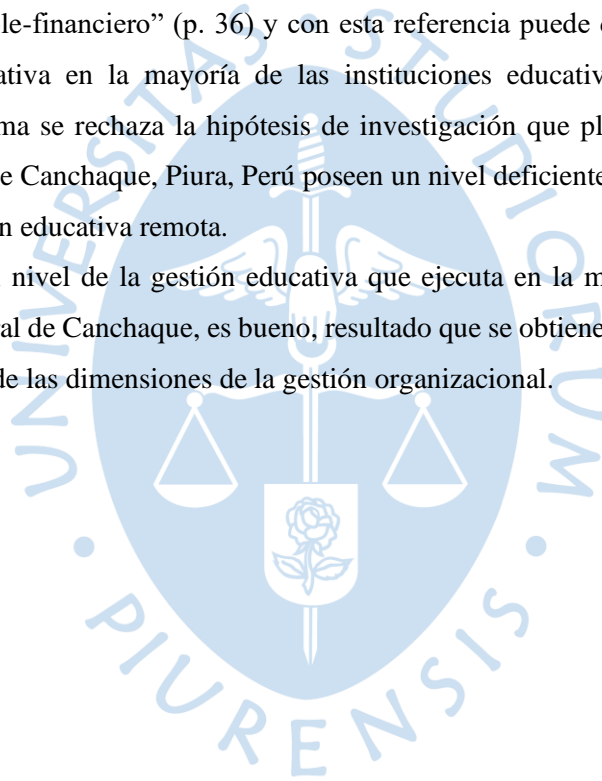 le-financiero” (p. 36) y con esta referencia puede
ativa en la mayoría de las instituciones educativ
ma se rechaza la hipótesis de investigación que pl
e Canchaque, Piura, Perú poseen un nivel deficiente
n educativa remota.
nivel de la gestión educativa que ejecuta en la m
ral de Canchaque, es bueno, resultado que se obtiene
de las dimensiones de la gestión organizacional.
UNIVERSITAS • STUDIORUM • PIURENSIS •